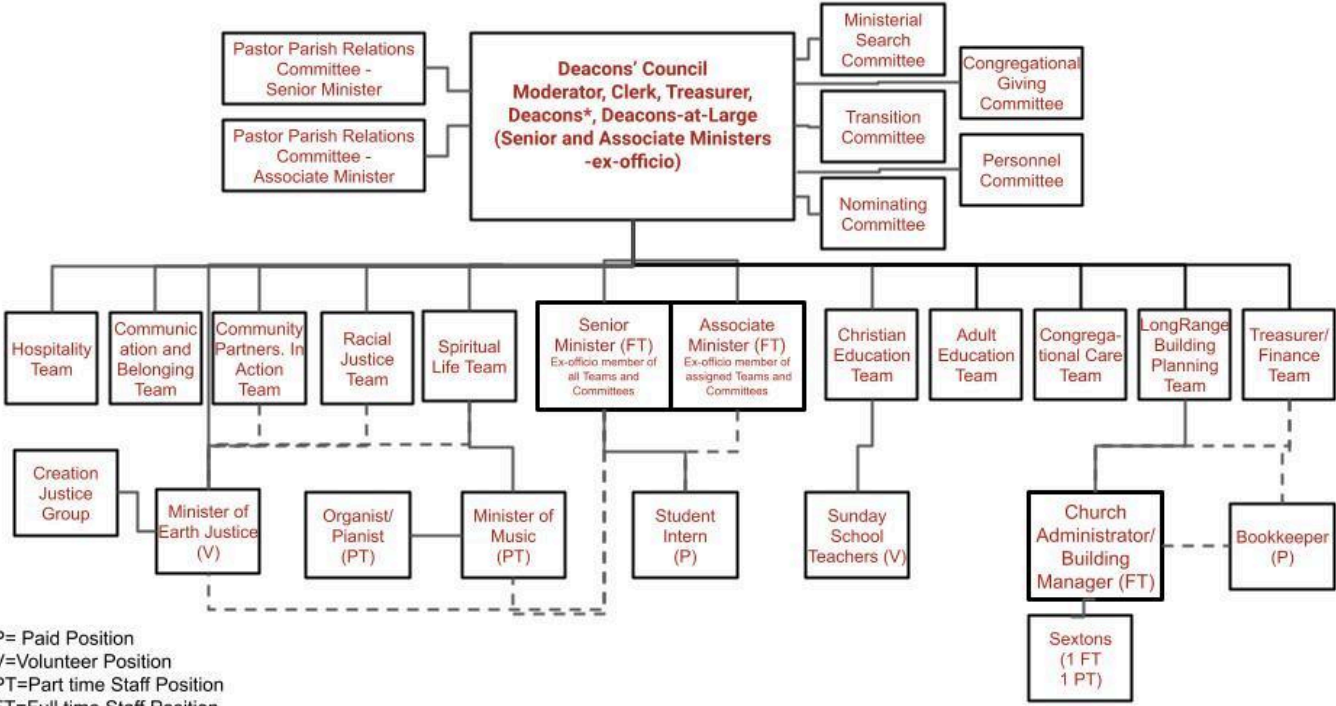 Pastor Parish Relations
Committee -
Senior Minister
Pastor Parish Relations
Committee -
Associate Minister
Deacons' Council
Moderator, Clerk, Treasurer,
Deacons*, Deacons-at-Large
(Senior and Associate Ministers
-ex-officio)
Ministerial
Search
Committee
Congregational
Giving
Committee
Transition
Committee
Personnel
Committee
Nominating
Committee
Hospitality
Team
Communic
ation and
Belonging
Team
Community
Partners. In
Action
Team
Racial
Justice
Team
Spiritual
Life Team
Senior
Minister (FT)
Ex-officio member of
all Teams and
Committees
Associate
Minister (FT)
Ex-officio member of
assigned Teams and
Committees
Christian
Education
Team
Adult
Education
Team
Congrega-
tional Care
Team
LongRange
Building
Planning
Team
Treasurer/
Finance
Team
Creation
Justice
Group
Minister of
Earth Justice
(V)
Organist/
Pianist
(PT)
Minister of
Music
(PT)
Student
Intern
(P)
Sunday
School
Teachers (V)
Church
Administrator/
Building
Manager (FT)
Bookkeeper
(P)
Sextons
(1 FT
1 PT)
P= Paid Position
V=Volunteer Position
PT=Part time Staff Position
FT=Full time Staff Position